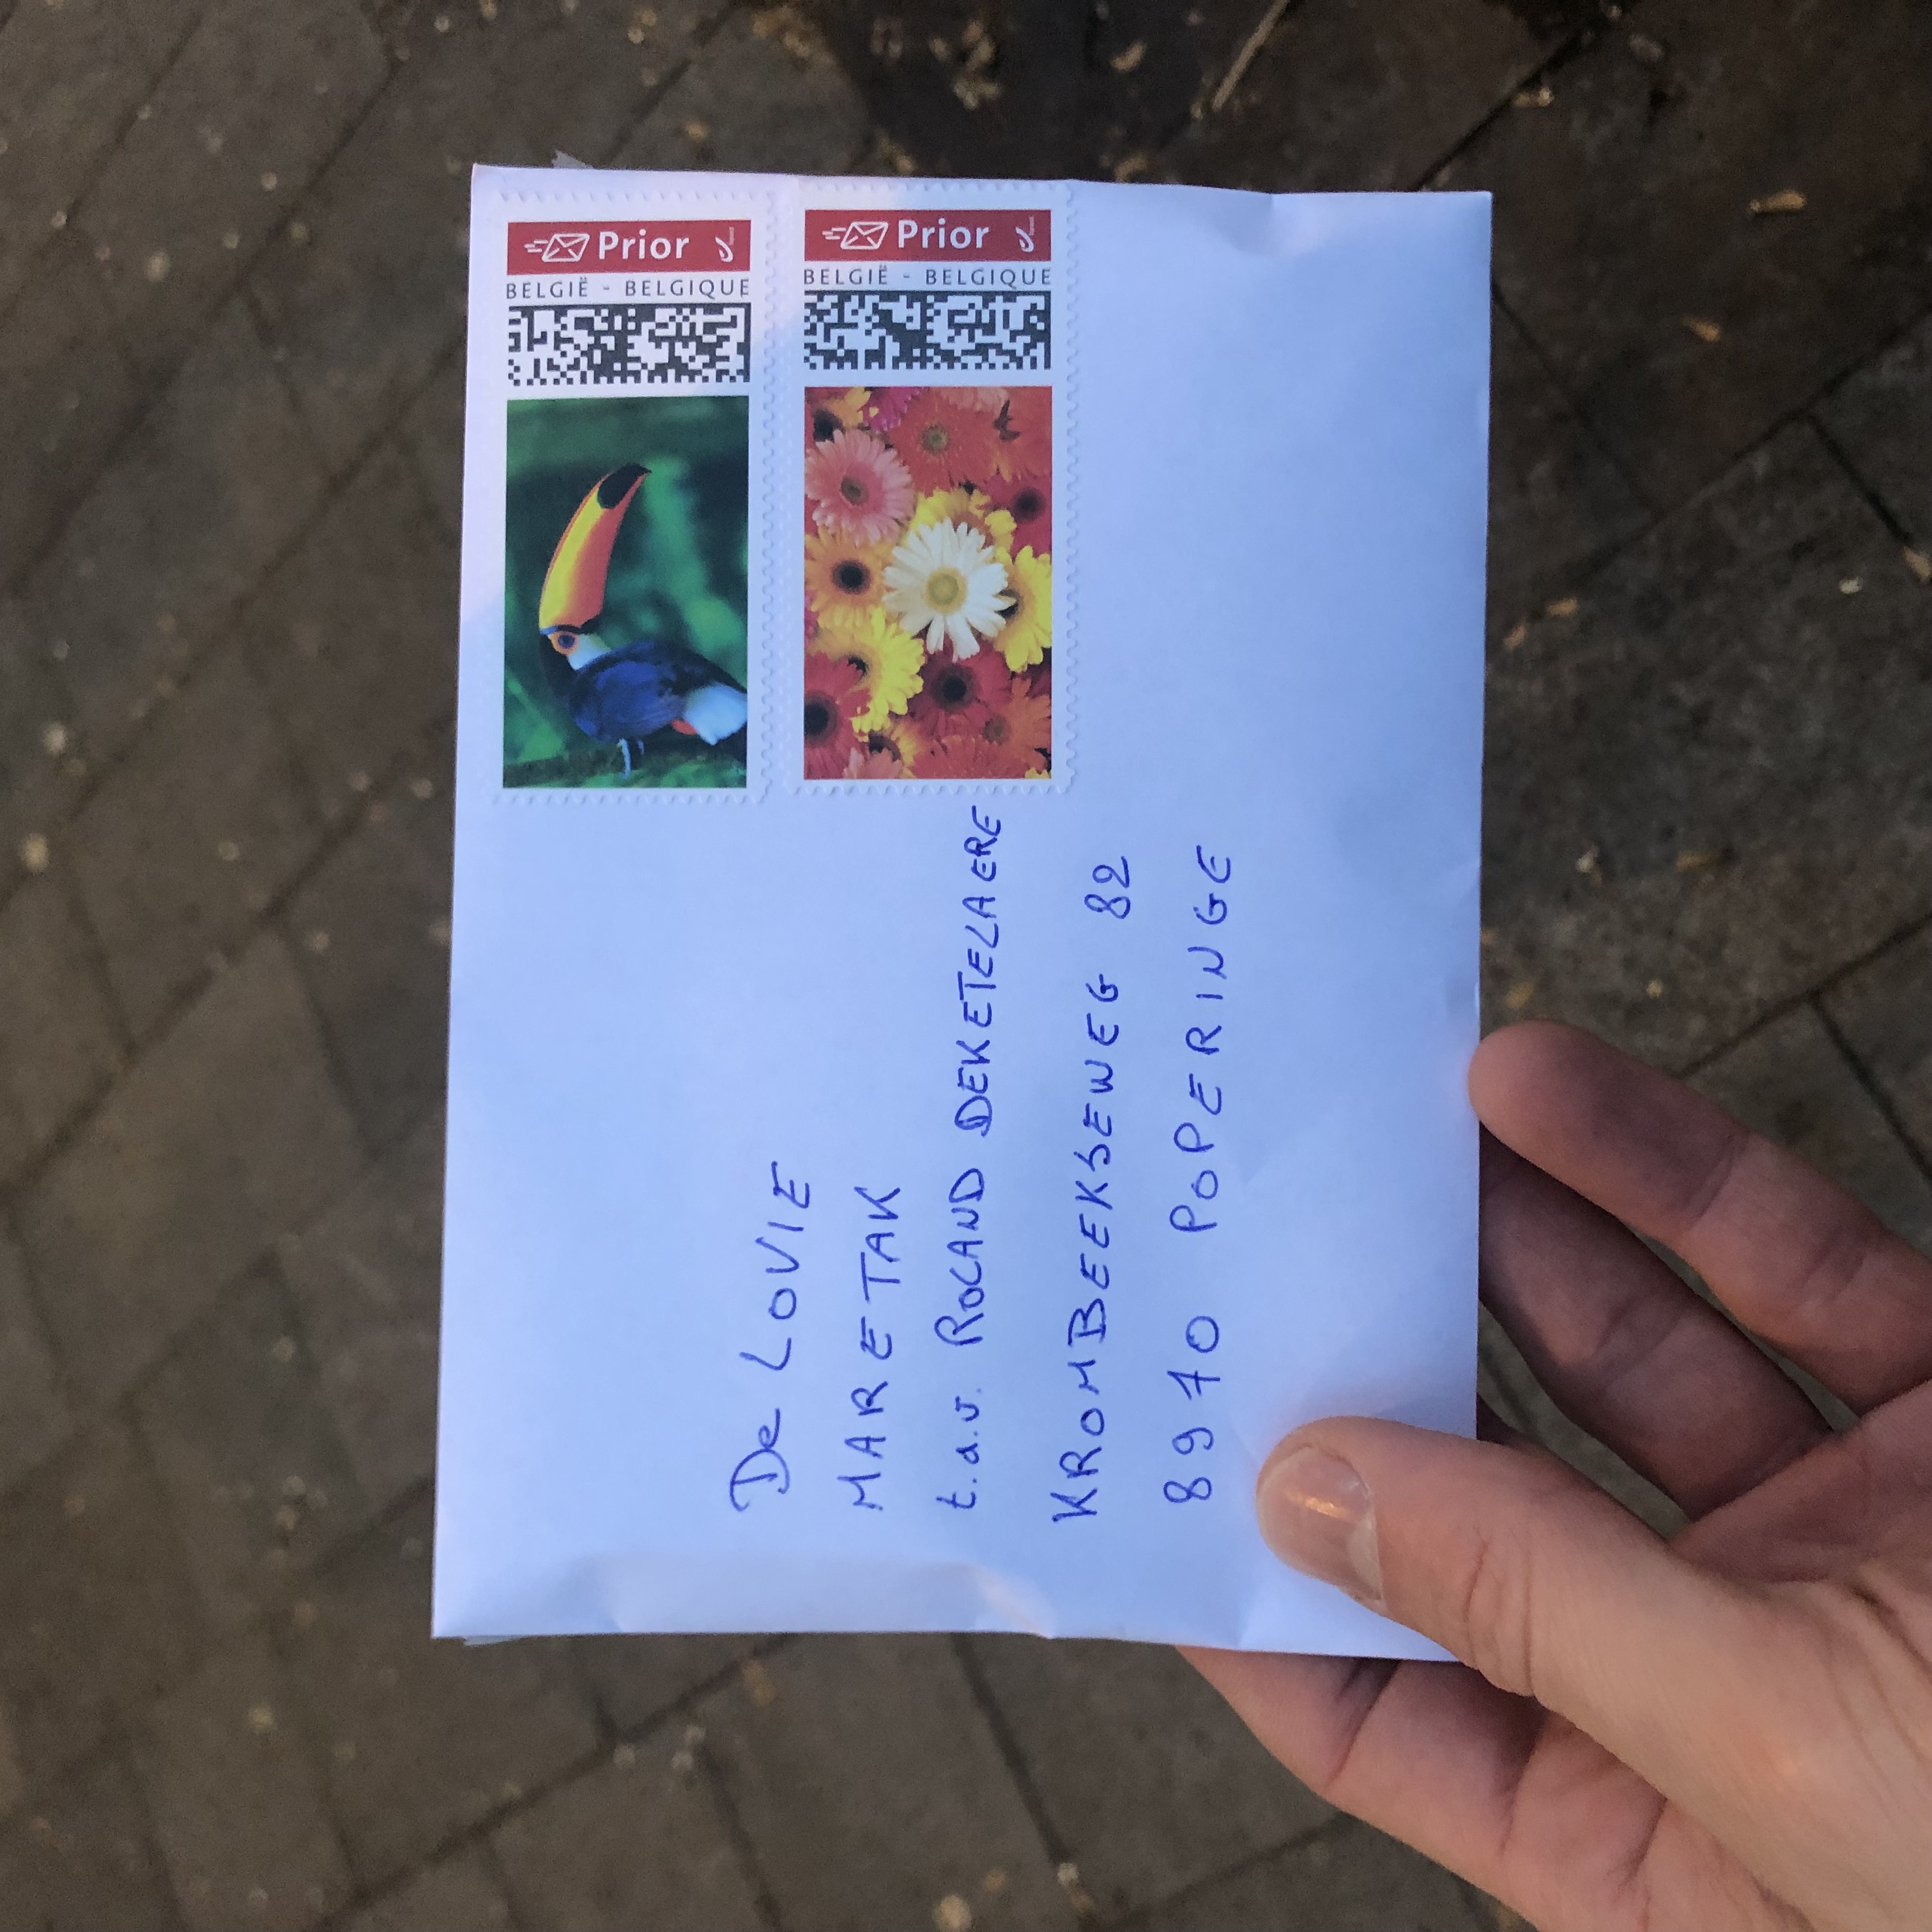 Prior
BELGIË - BELGIQUE
Prior
BELGIË - BELGIQUE
De LOVIE
MARETAK
t.a.v. ROLAND DEKETELAERE
KROMBEEKSEWEG 82
8970 POPERINGE